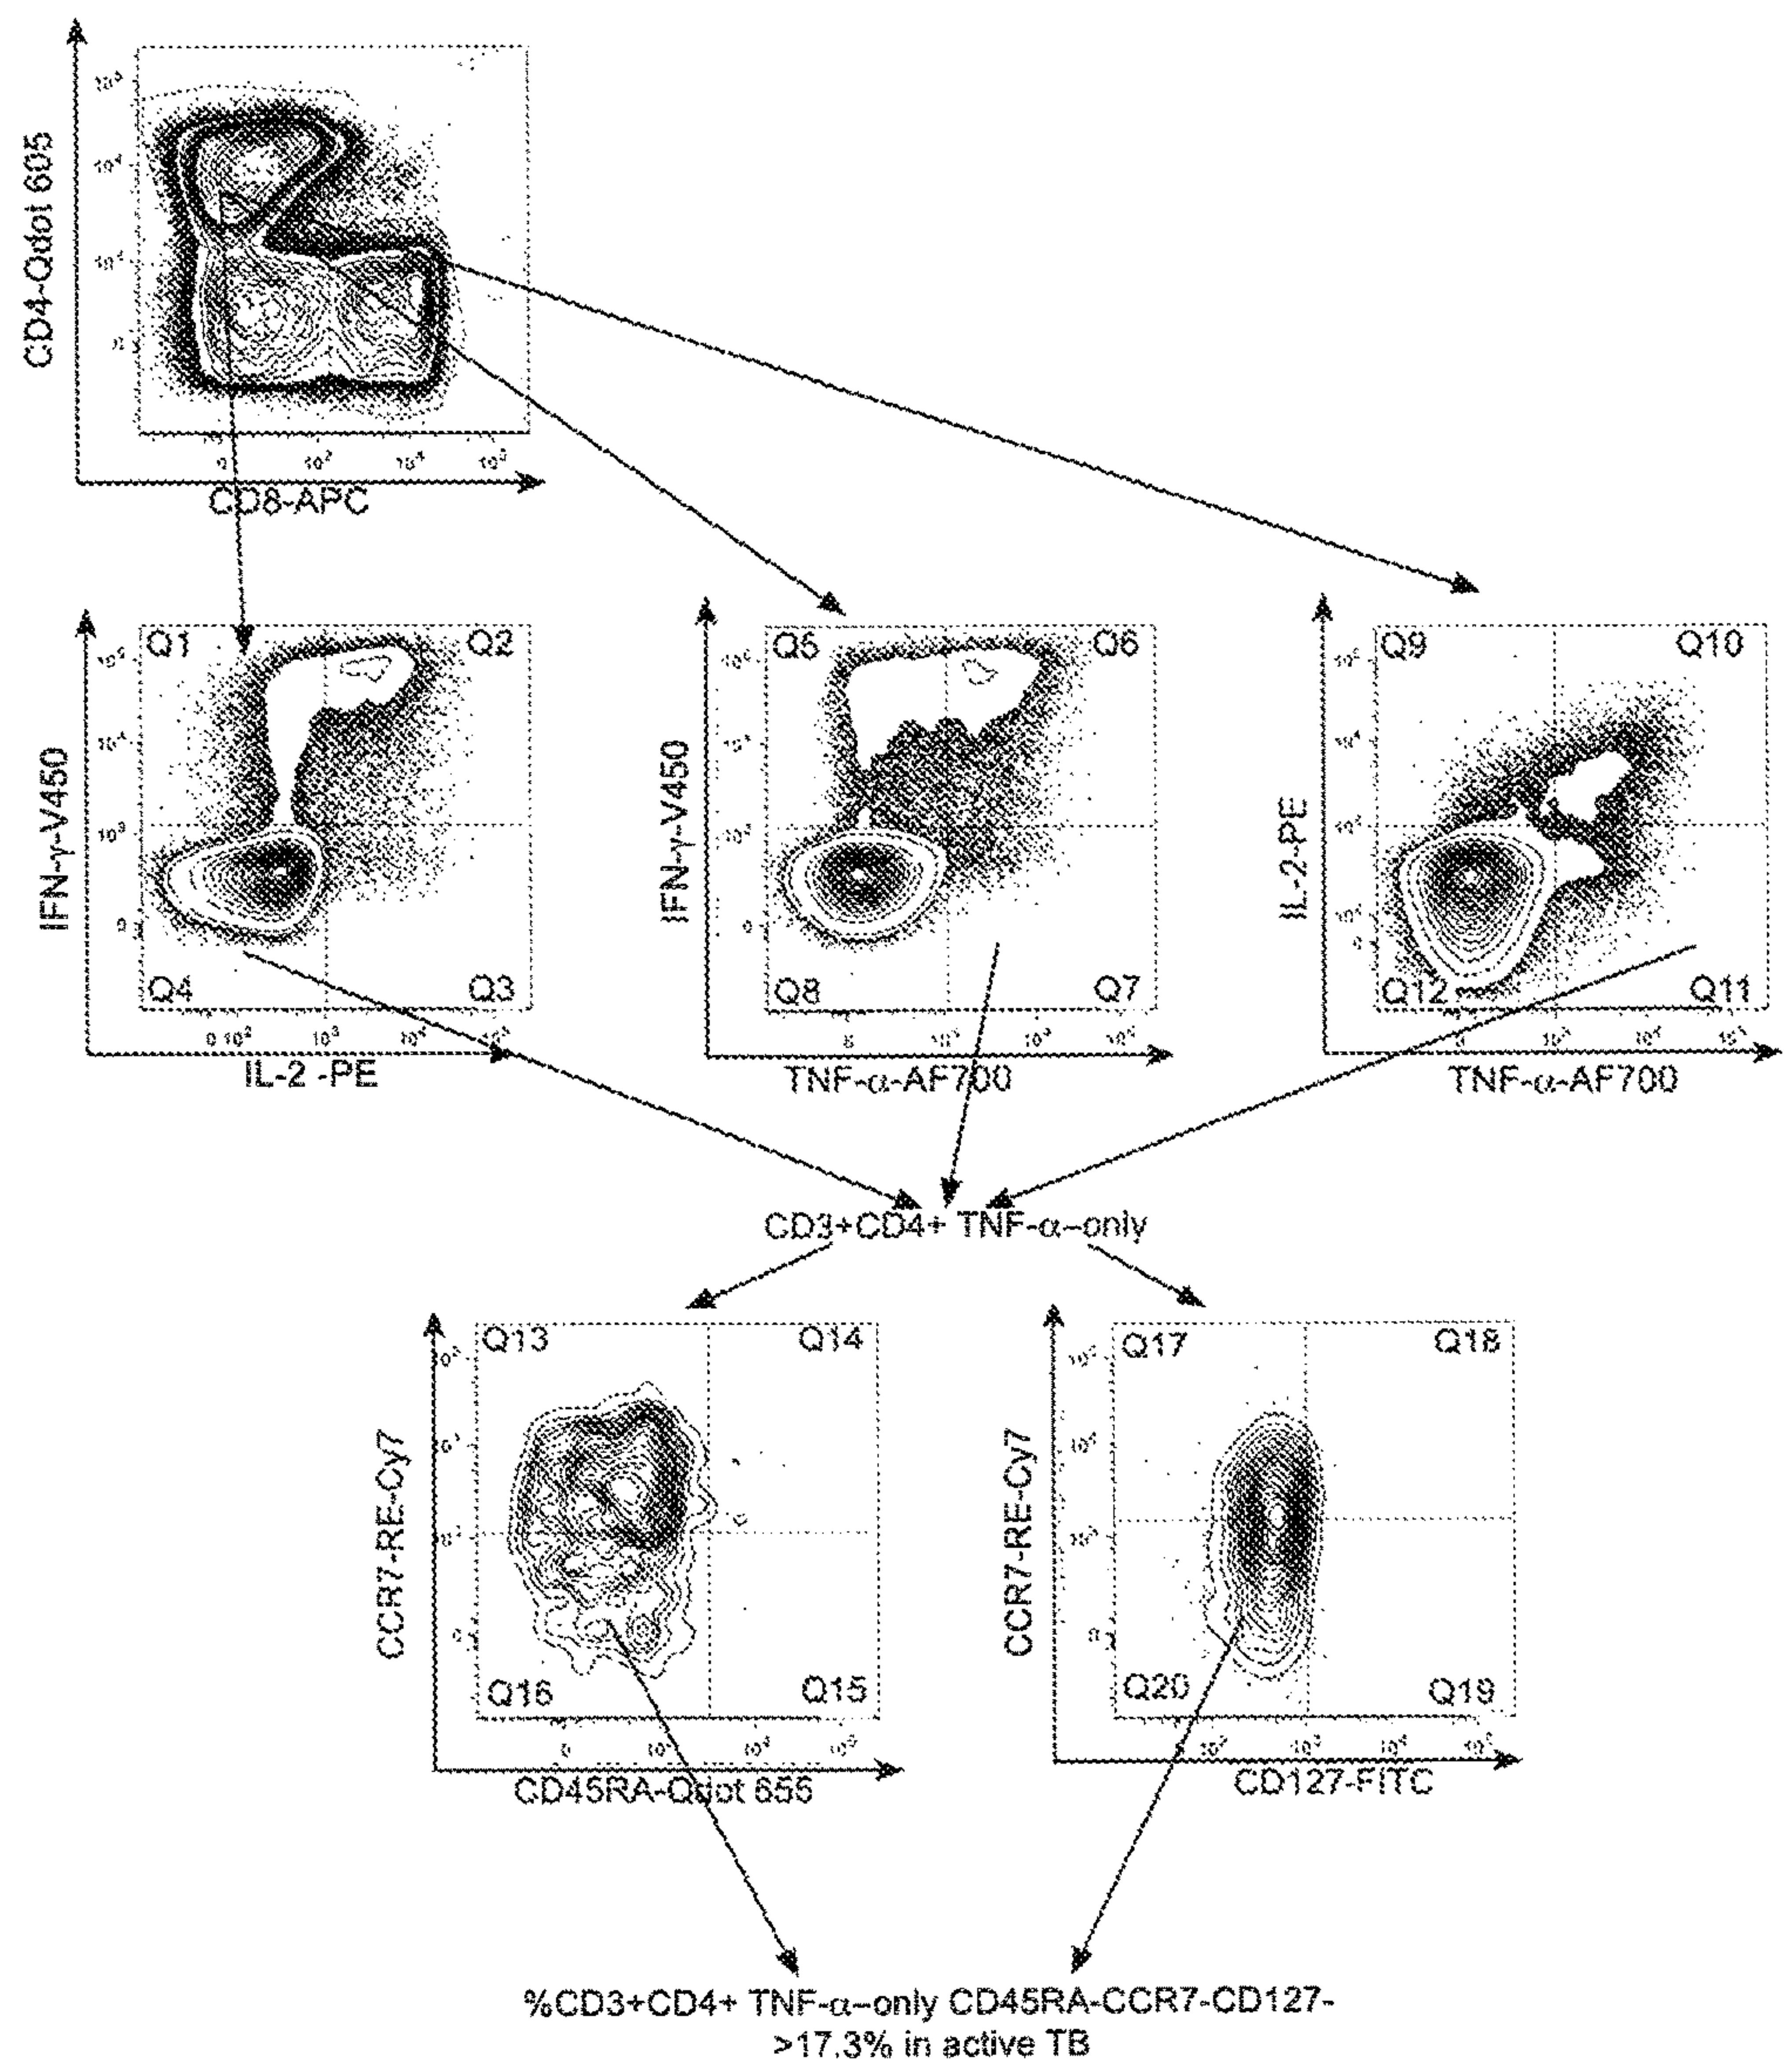 CD4-Qdot 605
CD8-APC
Q1 Q2
IFN-γ-V450
Q4 Q3
IL-2 -PE
Q5 Q6
IFN-γ-V450
Q8 Q7
TNF-α-AF700
Q9 Q10
IL-2-PE
Q12 Q11
TNF-α-AF700
CD3+CD4+ TNF-α–only
Q13 Q14
CCR7-RE-Cy7
Q16 Q15
CD45RA-Qdot 655
Q17 Q18
CCR7-RE-Cy7
Q20 Q19
CD127-FITC
%CD3+CD4+ TNF-α–only CD45RA-CCR7-CD127-
>17.3% in active TB